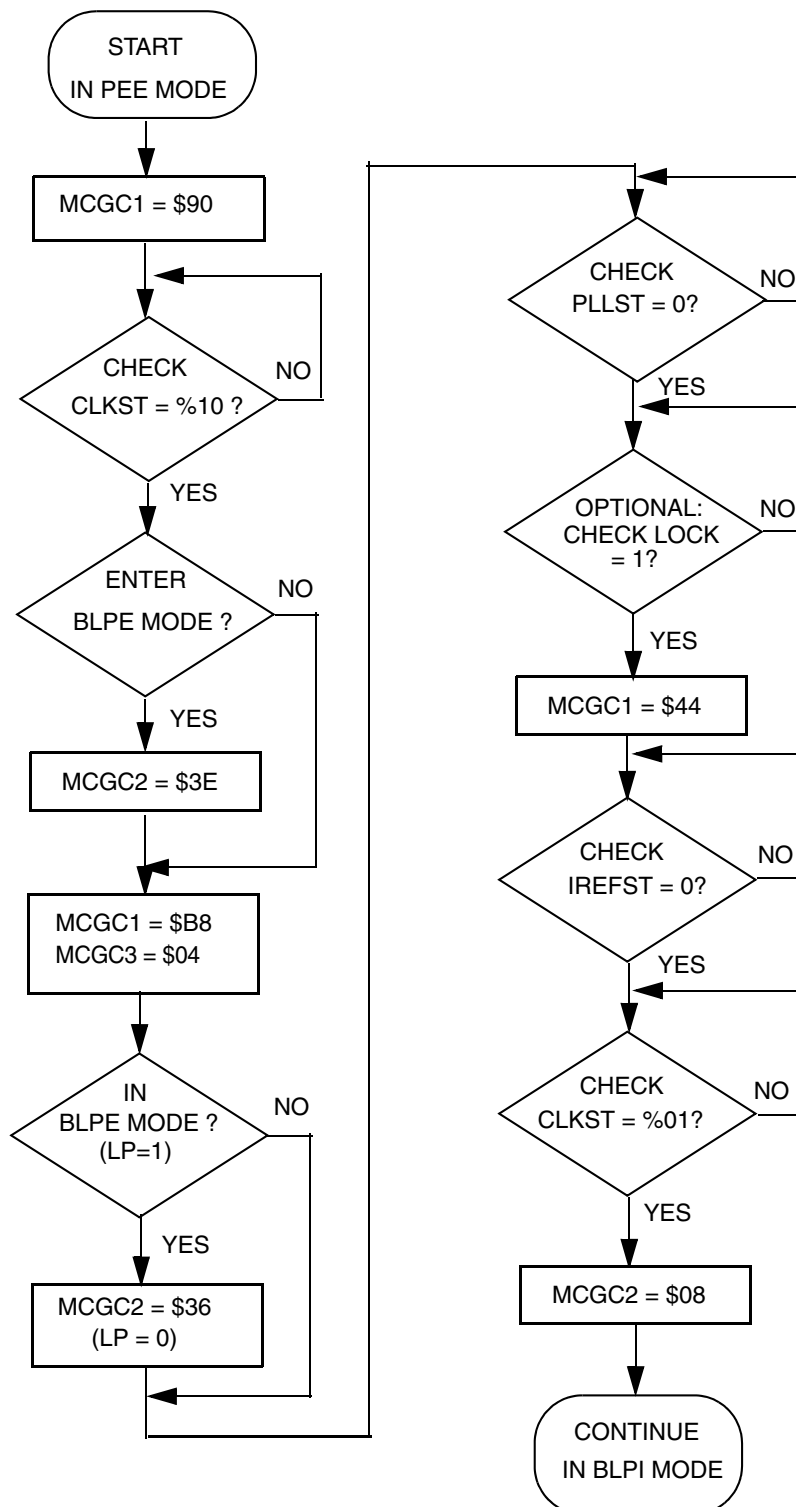 START
IN PEE MODE
MCGC1 = $90
CHECK
CLKST = %10 ?
NO
YES
ENTER
BLPE MODE ?
NO
YES
MCGC2 = $3E
MCGC1 = $B8
MCGC3 = $04
IN
BLPE MODE ?
(LP=1)
NO
YES
MCGC2 = $36
(LP = 0)
CHECK
PLLST = 0?
NO
YES
OPTIONAL:
CHECK LOCK
= 1?
NO
YES
MCGC1 = $44
CHECK
IREFST = 0?
NO
YES
CHECK
CLKST = %01?
NO
YES
MCGC2 = $08
CONTINUE
IN BLPI MODE